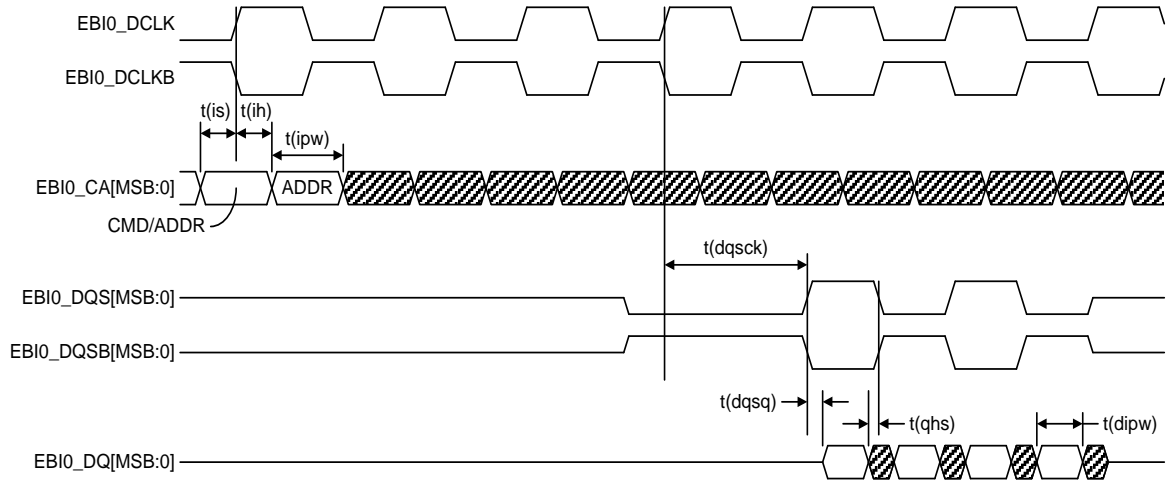 EBI0_DCLK
EBI0_DCLKB
t(is)
t(ih)
t(ipw)
EBI0_CA[MSB:0]
ADDR
CMD/ADDR
t(dqsck)
EBI0_DQS[MSB:0]
EBI0_DQSB[MSB:0]
t(dqsq)
t(qhs)
t(dipw)
EBI0_DQ[MSB:0]